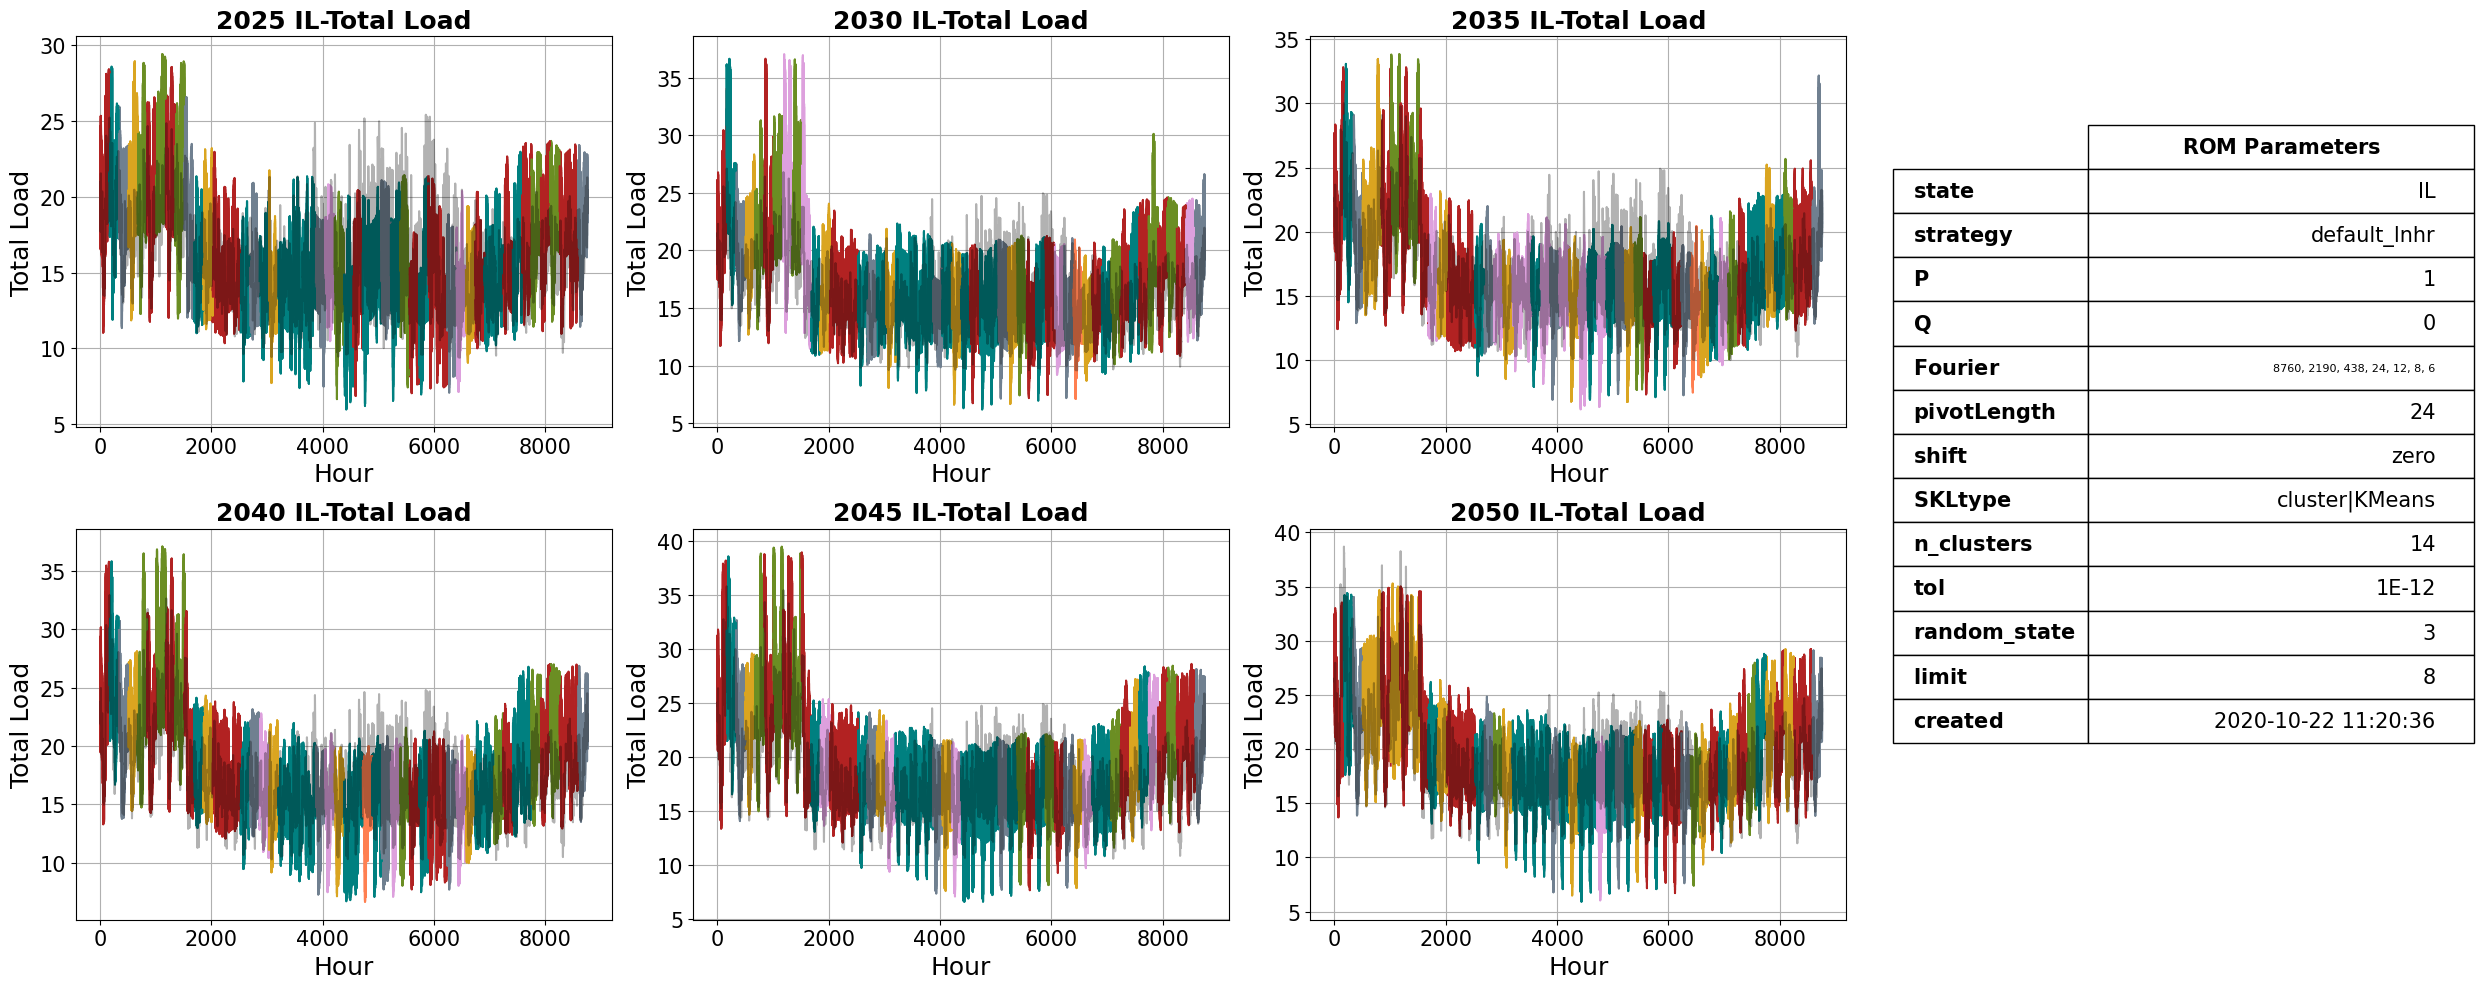 2025 IL-Total Load
30
25
20
15
10
5
Total Load
0 2000 4000 6000 8000
Hour
2030 IL-Total Load
35
30
25
20
15
10
5
Total Load
0 2000 4000 6000 8000
Hour
2035 IL-Total Load
35
30
25
20
15
10
5
Total Load
0 2000 4000 6000 8000
Hour
2040 IL-Total Load
35
30
25
20
15
10
Total Load
0 2000 4000 6000 8000
Hour
2045 IL-Total Load
40
35
30
25
20
15
10
5
Total Load
0 2000 4000 6000 8000
Hour
2050 IL-Total Load
40
35
30
25
20
15
10
5
Total Load
0 2000 4000 6000 8000
Hour
ROM Parameters
state IL
strategy default_lnhr
P 1
Q 0
Fourier 8760, 2190, 438, 24, 12, 8, 6
pivotLength 24
shift zero
SKLtype cluster|KMeans
n_clusters 14
tol 1E-12
random_state 3
limit 8
created 2020-10-22 11:20:36